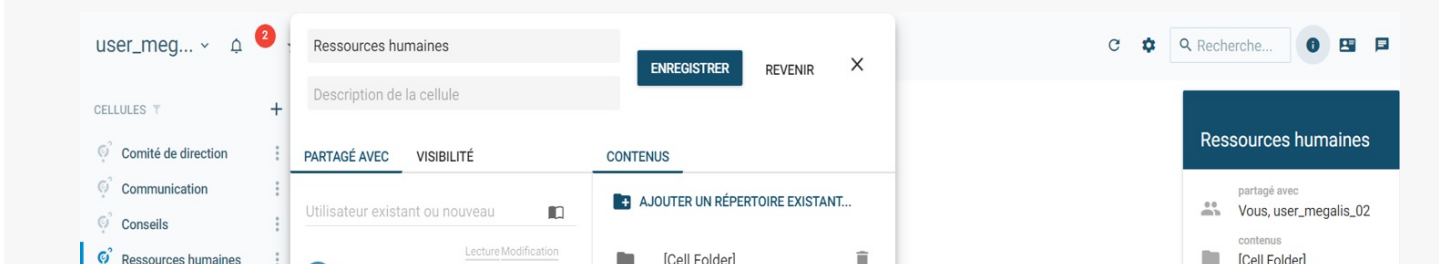 user_meg...
2
CELLULES
Comité de direction
Communication
Conseils
Ressources humaines
Ressources humaines
Description de la cellule
ENREGISTRER
REVENIR
PARTAGÉ AVEC
VISIBILITÉ
Utilisateur existant ou nouveau
Lecture Modification
CONTENUS
AJOUTER UN RÉPERTOIRE EXISTANT...
[Cell Folder]
Recherche...
Ressources humaines
partagé avec
Vous, user_megalis_02
contenus
[Cell Folder]